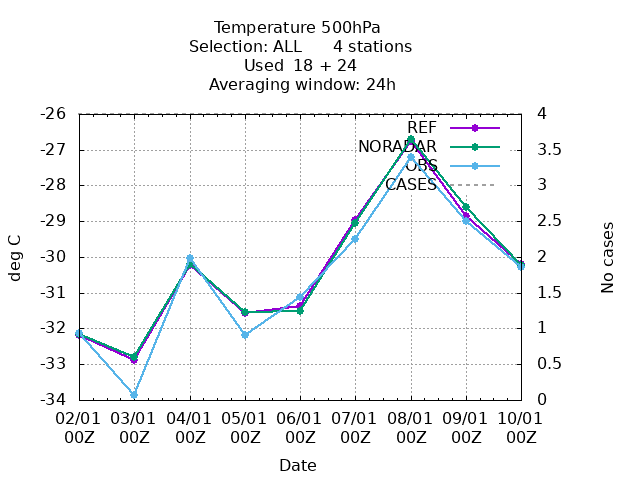 Temperature 500hPa
Selection: ALL 4 stations
Used 18 + 24
Averaging window: 24h
-26
-27
-28
-29
-30
-31
-32
-33
-34
4
3.5
3
2.5
2
1.5
1
0.5
0
REF
NORADAR
OBS
CASES
deg C
No cases
02/01 03/01 04/01 05/01 06/01 07/01 08/01 09/01 10/01
00Z 00Z 00Z 00Z 00Z 00Z 00Z 00Z 00Z
Date